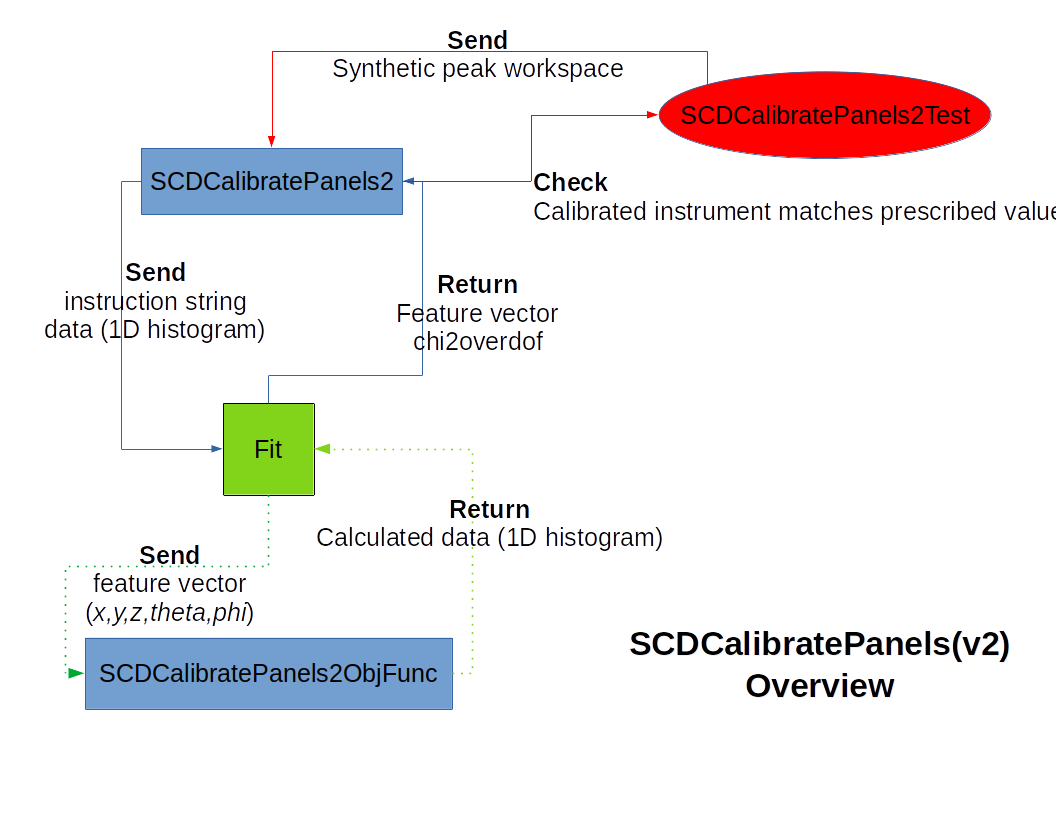 Send
Synthetic peak workspace
SCDCalibratePanels2Test
SCDCalibratePanels2
Check
Calibrated instrument matches prescribed value
Send
instruction string
data (1D histogram)
Return
Feature vector
chi2overdof
Fit
Return
Calculated data (1D histogram)
Send
feature vector
(x,y,z,theta,phi)
SCDCalibratePanels2ObjFunc
SCDCalibratePanels(v2)
Overview